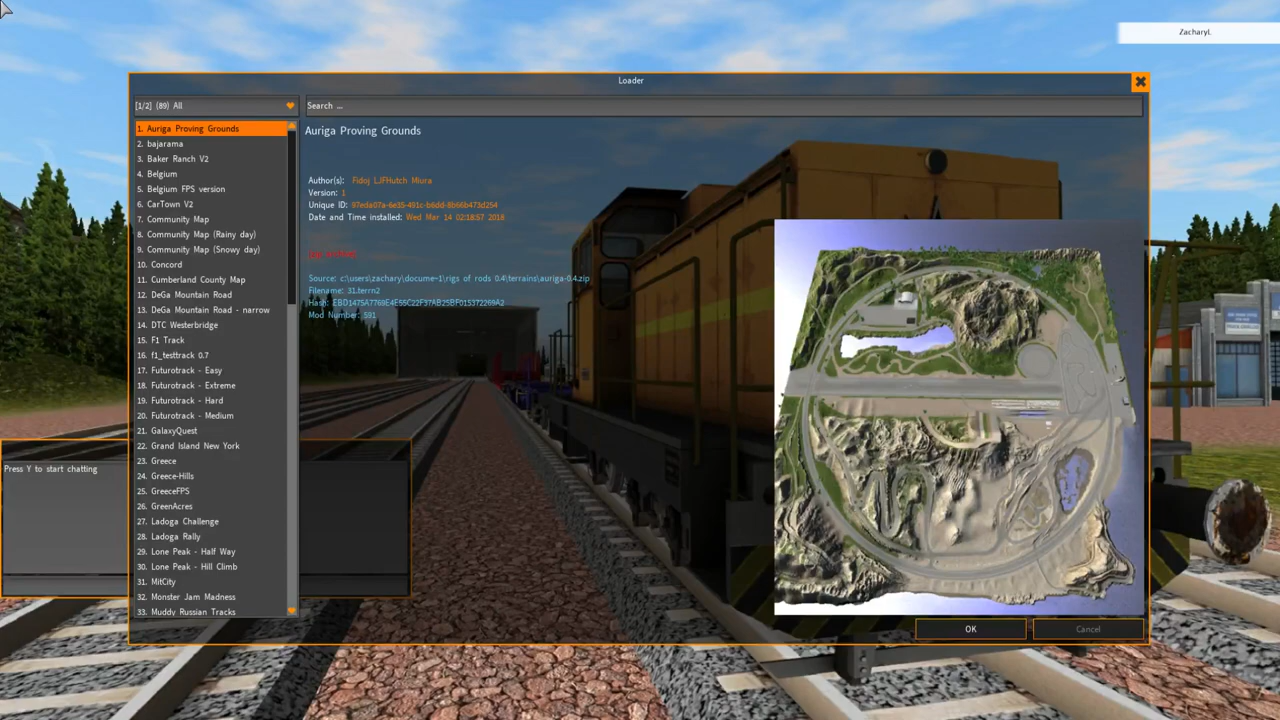 ZacharyL
Loader
[1/2] (89) All
Search ...
1. Auriga Proving Grounds
2. bajarama
3. Baker Ranch V2
4. Belgium
5. Belgium FPS version
6. CarTown V2
7. Community Map
8. Community Map (Rainy day)
9. Community Map (Snowy day)
10. Concord
11. Cumberland County Map
12. DeGa Mountain Road
13. DeGa Mountain Road - narrow
14. DTC Westerbridge
15. F1 Track
16. f1_testtrack 0.7
17. Futurotrack - Easy
18. Futurotrack - Extreme
19. Futurotrack - Hard
20. Futurotrack - Medium
21. GalaxyQuest
22. Grand Island New York
23. Greece
24. Greece-Hills
25. GreeceFPS
26. GreenAcres
27. Ladoga Challenge
28. Ladoga Rally
29. Lone Peak - Half Way
30. Lone Peak - Hill Climb
31. MitCity
32. Monster Jam Madness
33. Muddy Russian Tracks
Auriga Proving Grounds
Author(s): Fidoj LJFHutch Miura
Version: 1
Unique ID: 97eda07a-6e35-491c-b6dd-8b66b473d254
Date and Time installed: Wed Mar 14 02:18:57 2018
Source: c:\users\zachary\docume~1\rigs of rods 0.4\terrains\auriga-0.4.zip
Filename: 31.terrn2
Hash: EBD1475A7769E4F55C22F37AB25BF015372269A2
Mod Number: 591
Press Y to start chatting
OK
Cancel